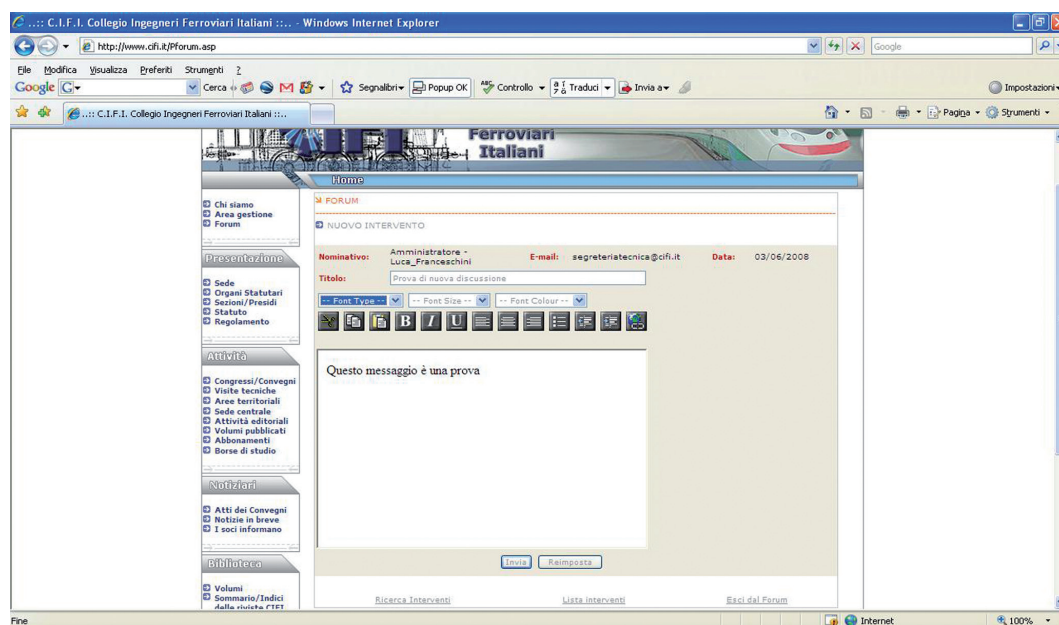 ..:: C.I.F.I. Collegio Ingegneri Ferroviari Italiani ::.. - Windows Internet Explorer
http://www.cifi.it/Pforum.asp
Google
File Modifica Visualizza Preferiti Strumenti ?
Google G Cerca Segnalibri Popup OK Controllo Traduci Invia a Impostazioni
..:: C.I.F.I. Collegio Ingegneri Ferroviari Italiani ::..
Pagina Strumenti
Ferroviari
Italiani
Home
Chi siamo
Area gestione
Forum
Presentazione
Sede
Organi Statutari
Sezioni/Presidi
Statuto
Regolamento
Attività
Congressi/Convegni
Visite tecniche
Aree territoriali
Sede centrale
Attività editoriali
Volumi pubblicati
Abbonamenti
Borse di studio
Notiziari
Atti dei Convegni
Notizie in breve
I soci informano
Biblioteca
Volumi
Sommario/Indici
delle riviste CIFI
FORUM
NUOVO INTERVENTO
Nominativo: Amministratore -
Luca_Franceschini
E-mail: segreteriatecnica@cifi.it
Data: 03/06/2008
Titolo: Prova di nuova discussione
-- Font Type -- -- Font Size -- -- Font Colour --
B I U
Questo messaggio è una prova
Invia Reimposta
Ricerca Interventi Lista interventi Esci dal Forum
Fine Internet 100%